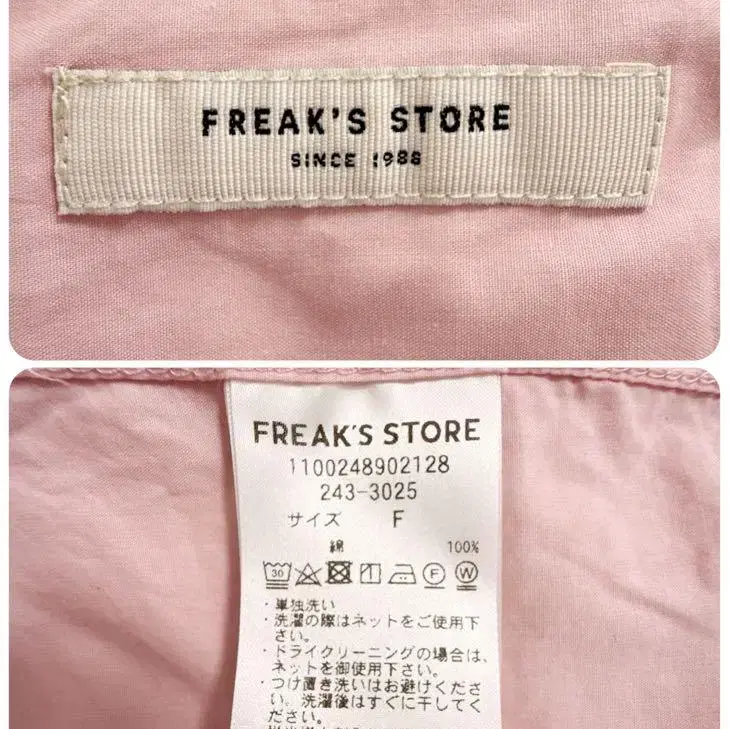 FREAK'S STORE
SINCE 1986
FREAK'S STORE
1100248902128
243-3025
サイズ F
綿 100%
30 F W
・単独洗い
・洗濯の際はネットをご使用下
さい。
・ドライクリーニングの場合は、
ネットを御使用下さい。
・つけ置き洗いはお避けくださ
い。洗濯後はすぐに干してく
ださい。